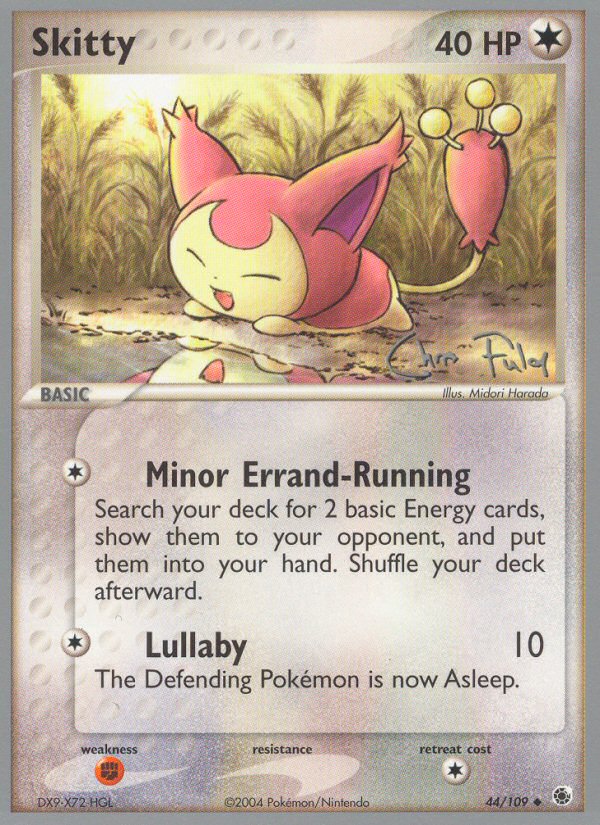 Skitty
40 HP
Chris Fulop
BASIC
Illus. Midori Harada
Minor Errand-Running
Search your deck for 2 basic Energy cards,
show them to your opponent, and put
them into your hand. Shuffle your deck
afterward.
Lullaby 10
The Defending Pokémon is now Asleep.
weakness resistance retreat cost
DX9-X72 HGL ©2004 Pokémon/Nintendo 44/109